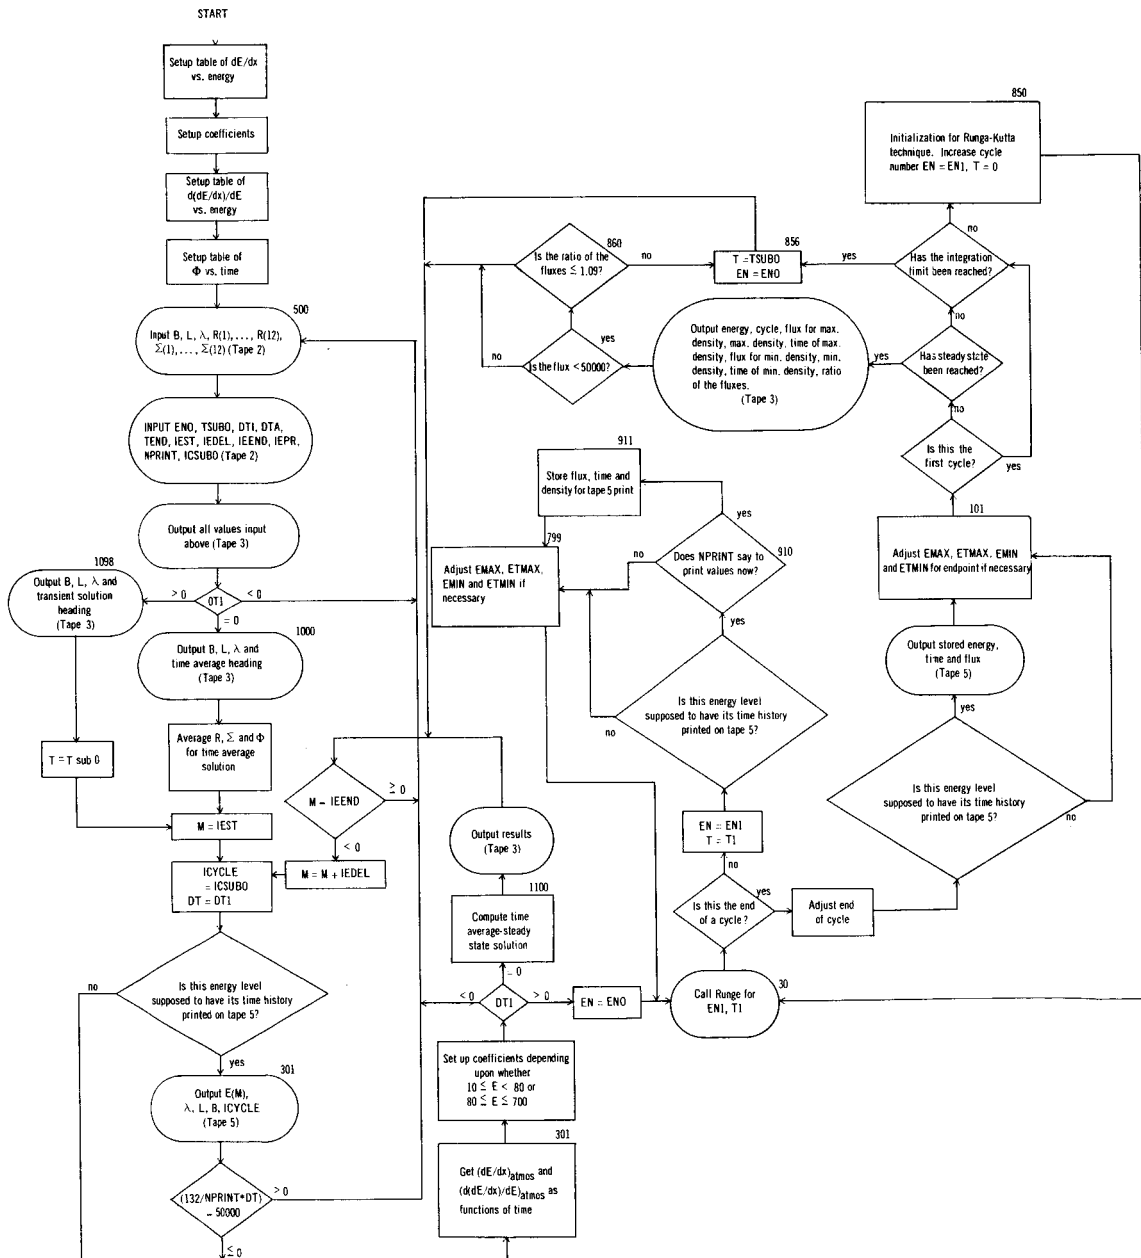 START
Setup table of dE/dx
vs. energy
Setup coefficients
Setup table of
d(dE/dx)/dE
vs. energy
Setup table of
Φ vs. time
500
Input B, L, λ, R(1), . . . , R(12),
Σ(1), . . . , Σ(12) (Tape 2)
INPUT ENO, TSUBO, DTI, DTA,
TEND, IEST, IEDEL, IEEND, IEPR,
NPRINT, ICSUBO (Tape 2)
Output all values input
above (Tape 3)
1098
Output B, L, λ and
transient solution
heading
(Tape 3)
> 0
DT1
< 0
= 0
1000
Output B, L, λ and
time average heading
(Tape 3)
Average R, Σ and Φ
for time average
solution
T = T sub 0
M = IEST
ICYCLE
= ICSUBO
DT = DT1
M - IEEND
≥ 0
< 0
M = M + IEDEL
no
Is this energy level
supposed to have its time history
printed on tape 5?
yes
301
Output E(M),
λ, L, B, ICYCLE
(Tape 5)
(132/NPRINT*DT)
- 50000
> 0
≤ 0
Output results
(Tape 3)
1100
Compute time
average-steady
state solution
= 0
< 0
DT1
> 0
EN = ENO
Set up coefficients depending
upon whether
10 ≤ E < 80 or
80 ≤ E ≤ 700
301
Get (dE/dx)atmos and
(d(dE/dx)/dE)atmos as
functions of time
30
Call Runge for
EN1, T1
Is this the end
of a cycle?
yes
no
Adjust end
of cycle
EN = EN1
T = T1
Is this energy level
supposed to have its time history
printed on tape 5?
no
yes
910
Does NPRINT say to
print values now?
no
yes
911
Store flux, time and
density for tape 5 print
799
Adjust EMAX, ETMAX,
EMIN and ETMIN if
necessary
Is this energy level
supposed to have its time history
printed on tape 5?
no
yes
Output stored energy,
time and flux
(Tape 5)
101
Adjust EMAX, ETMAX, EMIN
and ETMIN for endpoint if necessary
Is this the
first cycle?
yes
no
Has steady state
been reached?
yes
no
Has the integration
limit been reached?
yes
no
850
Initialization for Runga-Kutta
technique. Increase cycle
number EN = EN1, T = 0
856
T = TSUBO
EN = ENO
860
Is the ratio of the
fluxes ≤ 1.09?
no
yes
Is the flux < 50000?
no
Output energy, cycle, flux for max.
density, max. density, time of max.
density, flux for min. density, min.
density, time of min. density, ratio
of the fluxes.
(Tape 3)